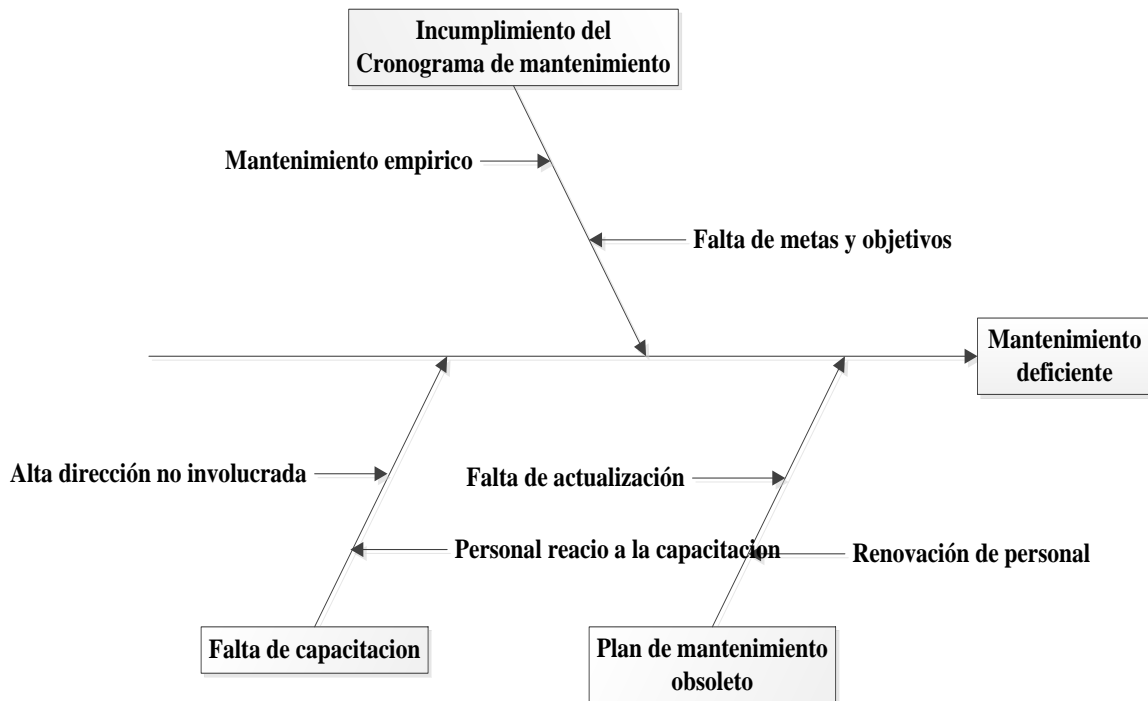 Incumplimiento del
Cronograma de mantenimiento
Mantenimiento empirico
Falta de metas y objetivos
Mantenimiento
deficiente
Alta dirección no involucrada
Falta de actualización
Personal reacio a la capacitacion
Renovación de personal
Falta de capacitacion
Plan de mantenimiento
obsoleto